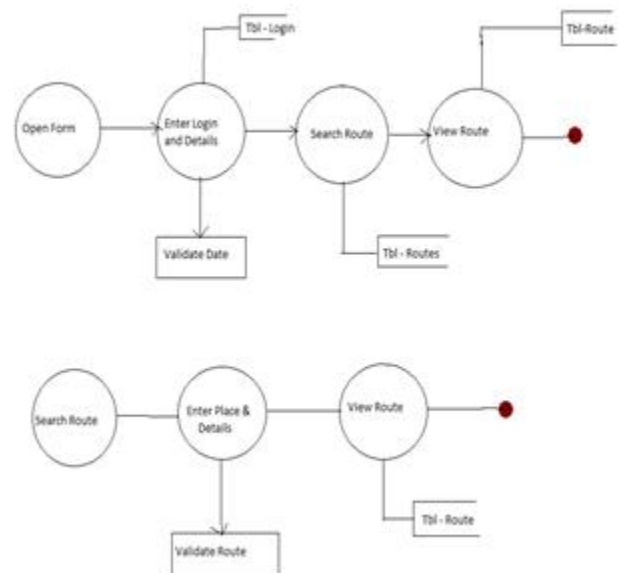 Tbl - Login
Tbl-Route
Open Form
Enter Login
and Details
Search Route
View Route
Validate Date
Tbl - Routes
Search Route
Enter Place &
Details
View Route
Tbl - Route
Validate Route